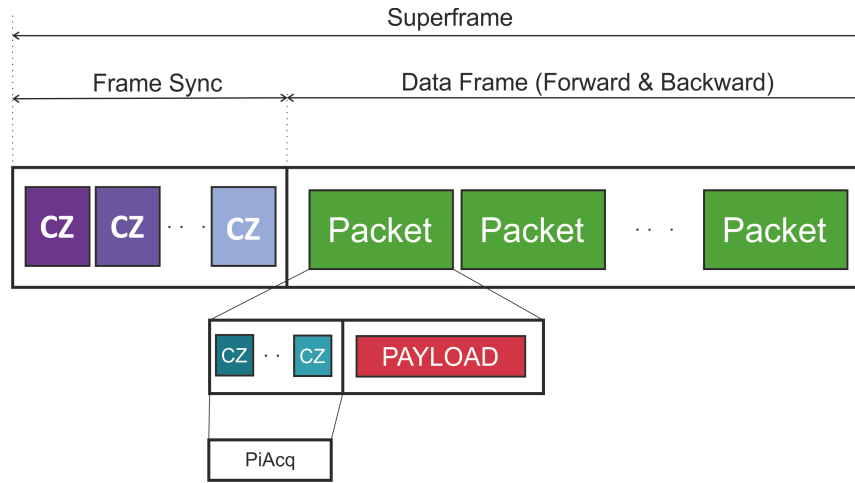 Superframe
Frame Sync
Data Frame (Forward & Backward)
CZ CZ · · · CZ Packet Packet · · · Packet
CZ · · CZ PAYLOAD
PiAcq